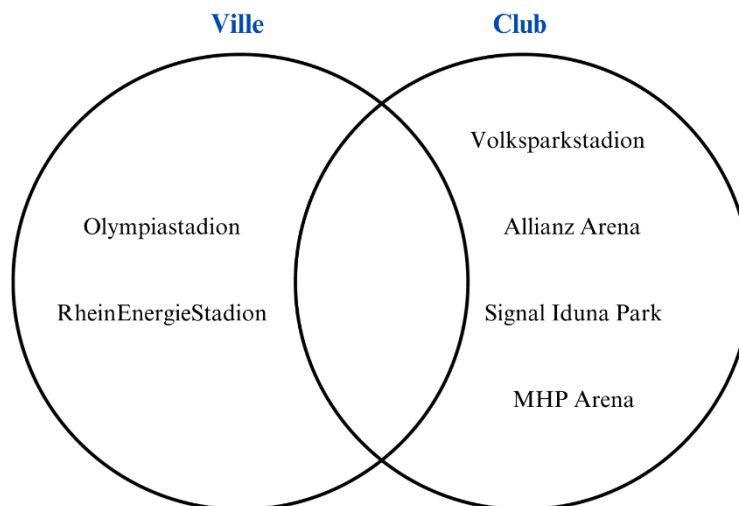 Ville
Club
Volksparkstadion
Olympiastadion
Allianz Arena
RheinEnergieStadion
Signal Iduna Park
MHP Arena